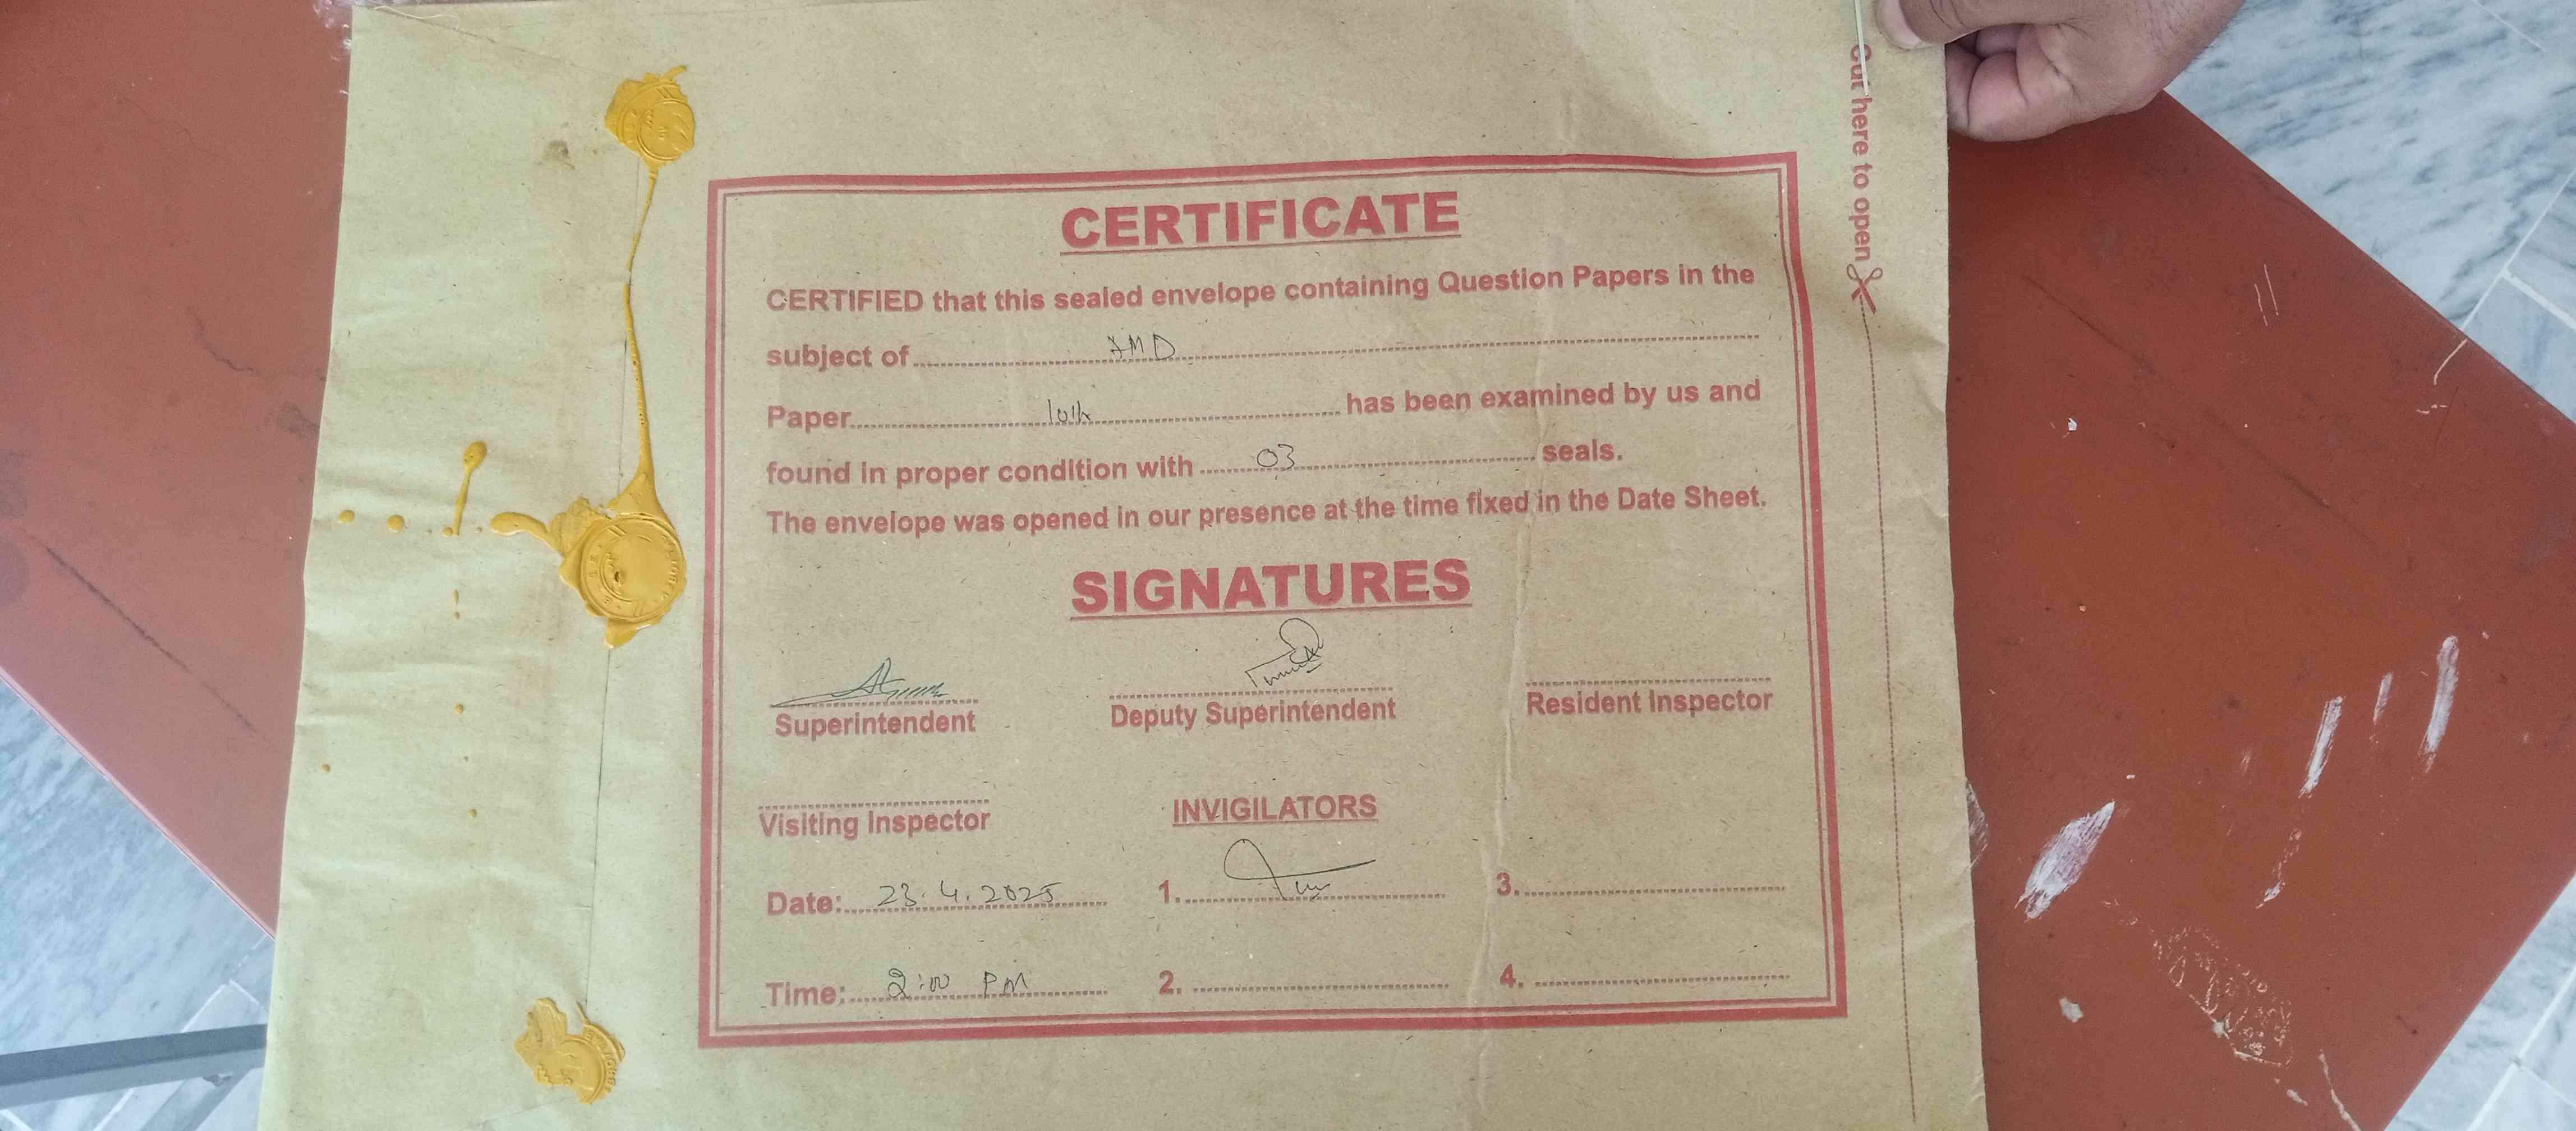 Cut here to open
CERTIFICATE
CERTIFIED that this sealed envelope containing Question Papers in the
subject of IMD
Paper 10th has been examined by us and
found in proper condition with 03 seals.
The envelope was opened in our presence at the time fixed in the Date Sheet.
SIGNATURES
Superintendent Deputy Superintendent Resident Inspector
Visiting Inspector INVIGILATORS
Date: 23.4.2025 1. 3.
Time: 2:00 PM 2. 4.